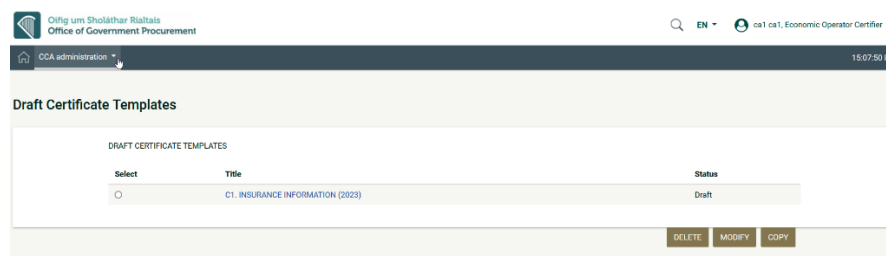 Oifig um Sholáthar Rialtais
Office of Government Procurement
EN
ca1 ca1, Economic Operator Certifier
CCA administration
15:07:50
Draft Certificate Templates
DRAFT CERTIFICATE TEMPLATES
Select Title Status
C1. INSURANCE INFORMATION (2023) Draft
DELETE MODIFY COPY